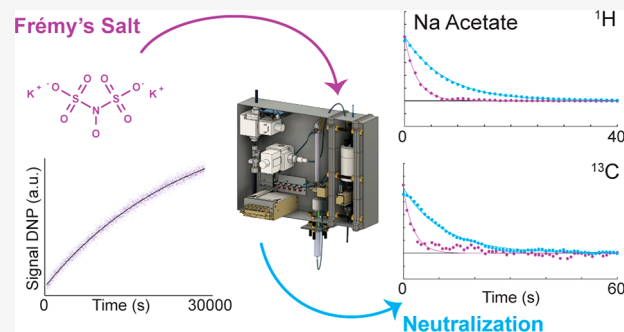 Frémy's Salt
K⁺ ⁻O O O O⁻ K⁺
S S
O N O
O
Signal DNP (a.u.)
0 30000
Time (s)
Na Acetate ¹H
0 40
¹³C
0 60
Time (s)
Neutralization